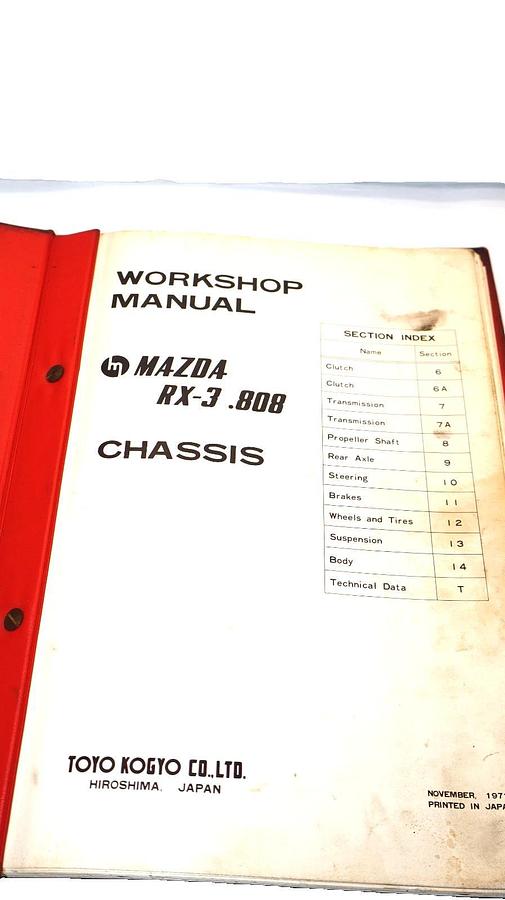 WORKSHOP
MANUAL
MAZDA
RX-3 .808
CHASSIS
SECTION INDEX
Name Section
Clutch 6
Clutch 6A
Transmission 7
Transmission 7A
Propeller Shaft 8
Rear Axle 9
Steering 10
Brakes 11
Wheels and Tires 12
Suspension 13
Body 14
Technical Data T
TOYO KOGYO CO.,LTD.
HIROSHIMA, JAPAN
NOVEMBER, 197
PRINTED IN JAPA